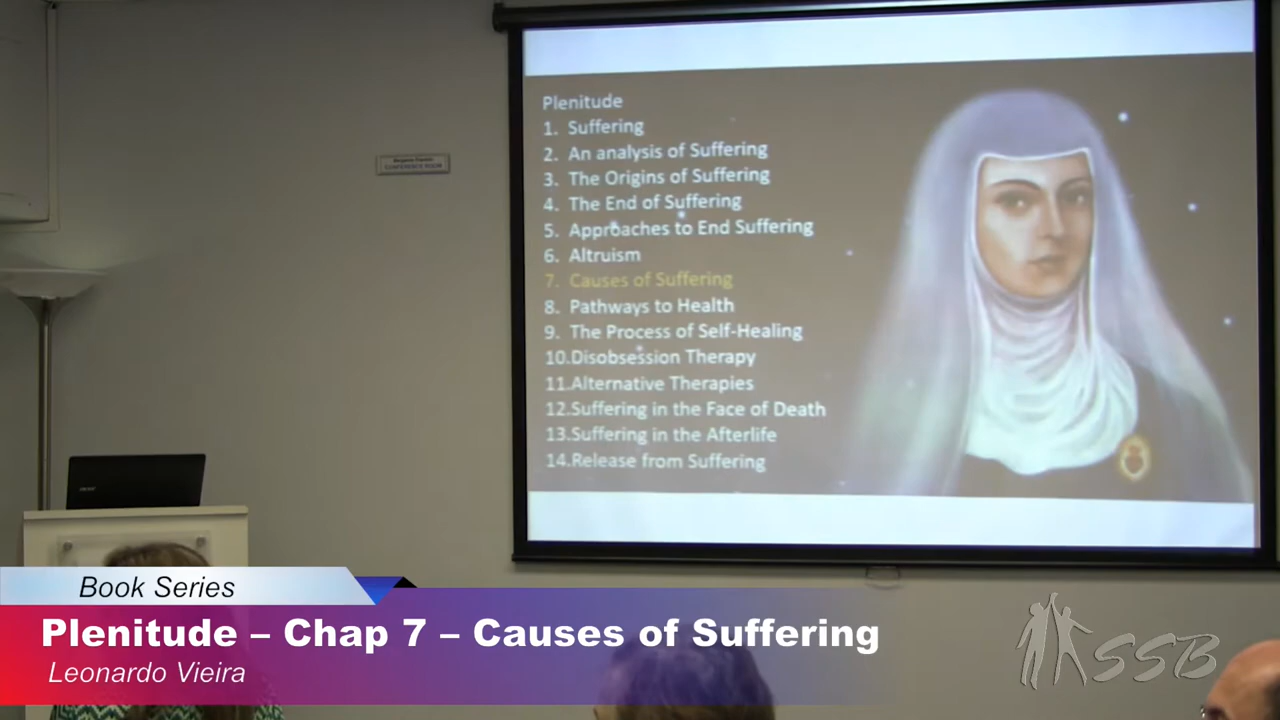 Plenitude
1. Suffering
2. An analysis of Suffering
3. The Origins of Suffering
4. The End of Suffering
5. Approaches to End Suffering
6. Altruism
7. Causes of Suffering
8. Pathways to Health
9. The Process of Self-Healing
10.Disobsession Therapy
11.Alternative Therapies
12.Suffering in the Face of Death
13.Suffering in the Afterlife
14.Release from Suffering
CONFERENCE ROOM
Book Series
Plenitude – Chap 7 – Causes of Suffering
Leonardo Vieira
SSB